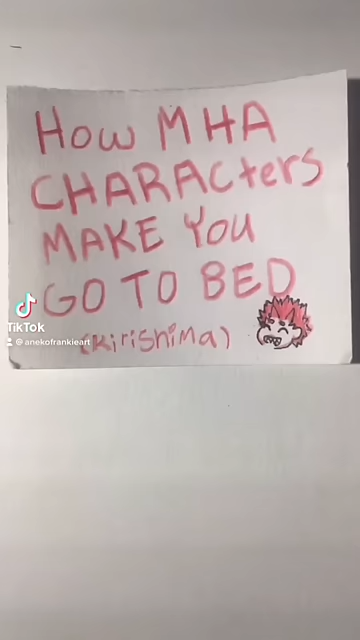 How MHA
CHARActers
MAKE YoU
GO TO BED
(KiriShiMa)
TikTok
@anekofrankieart